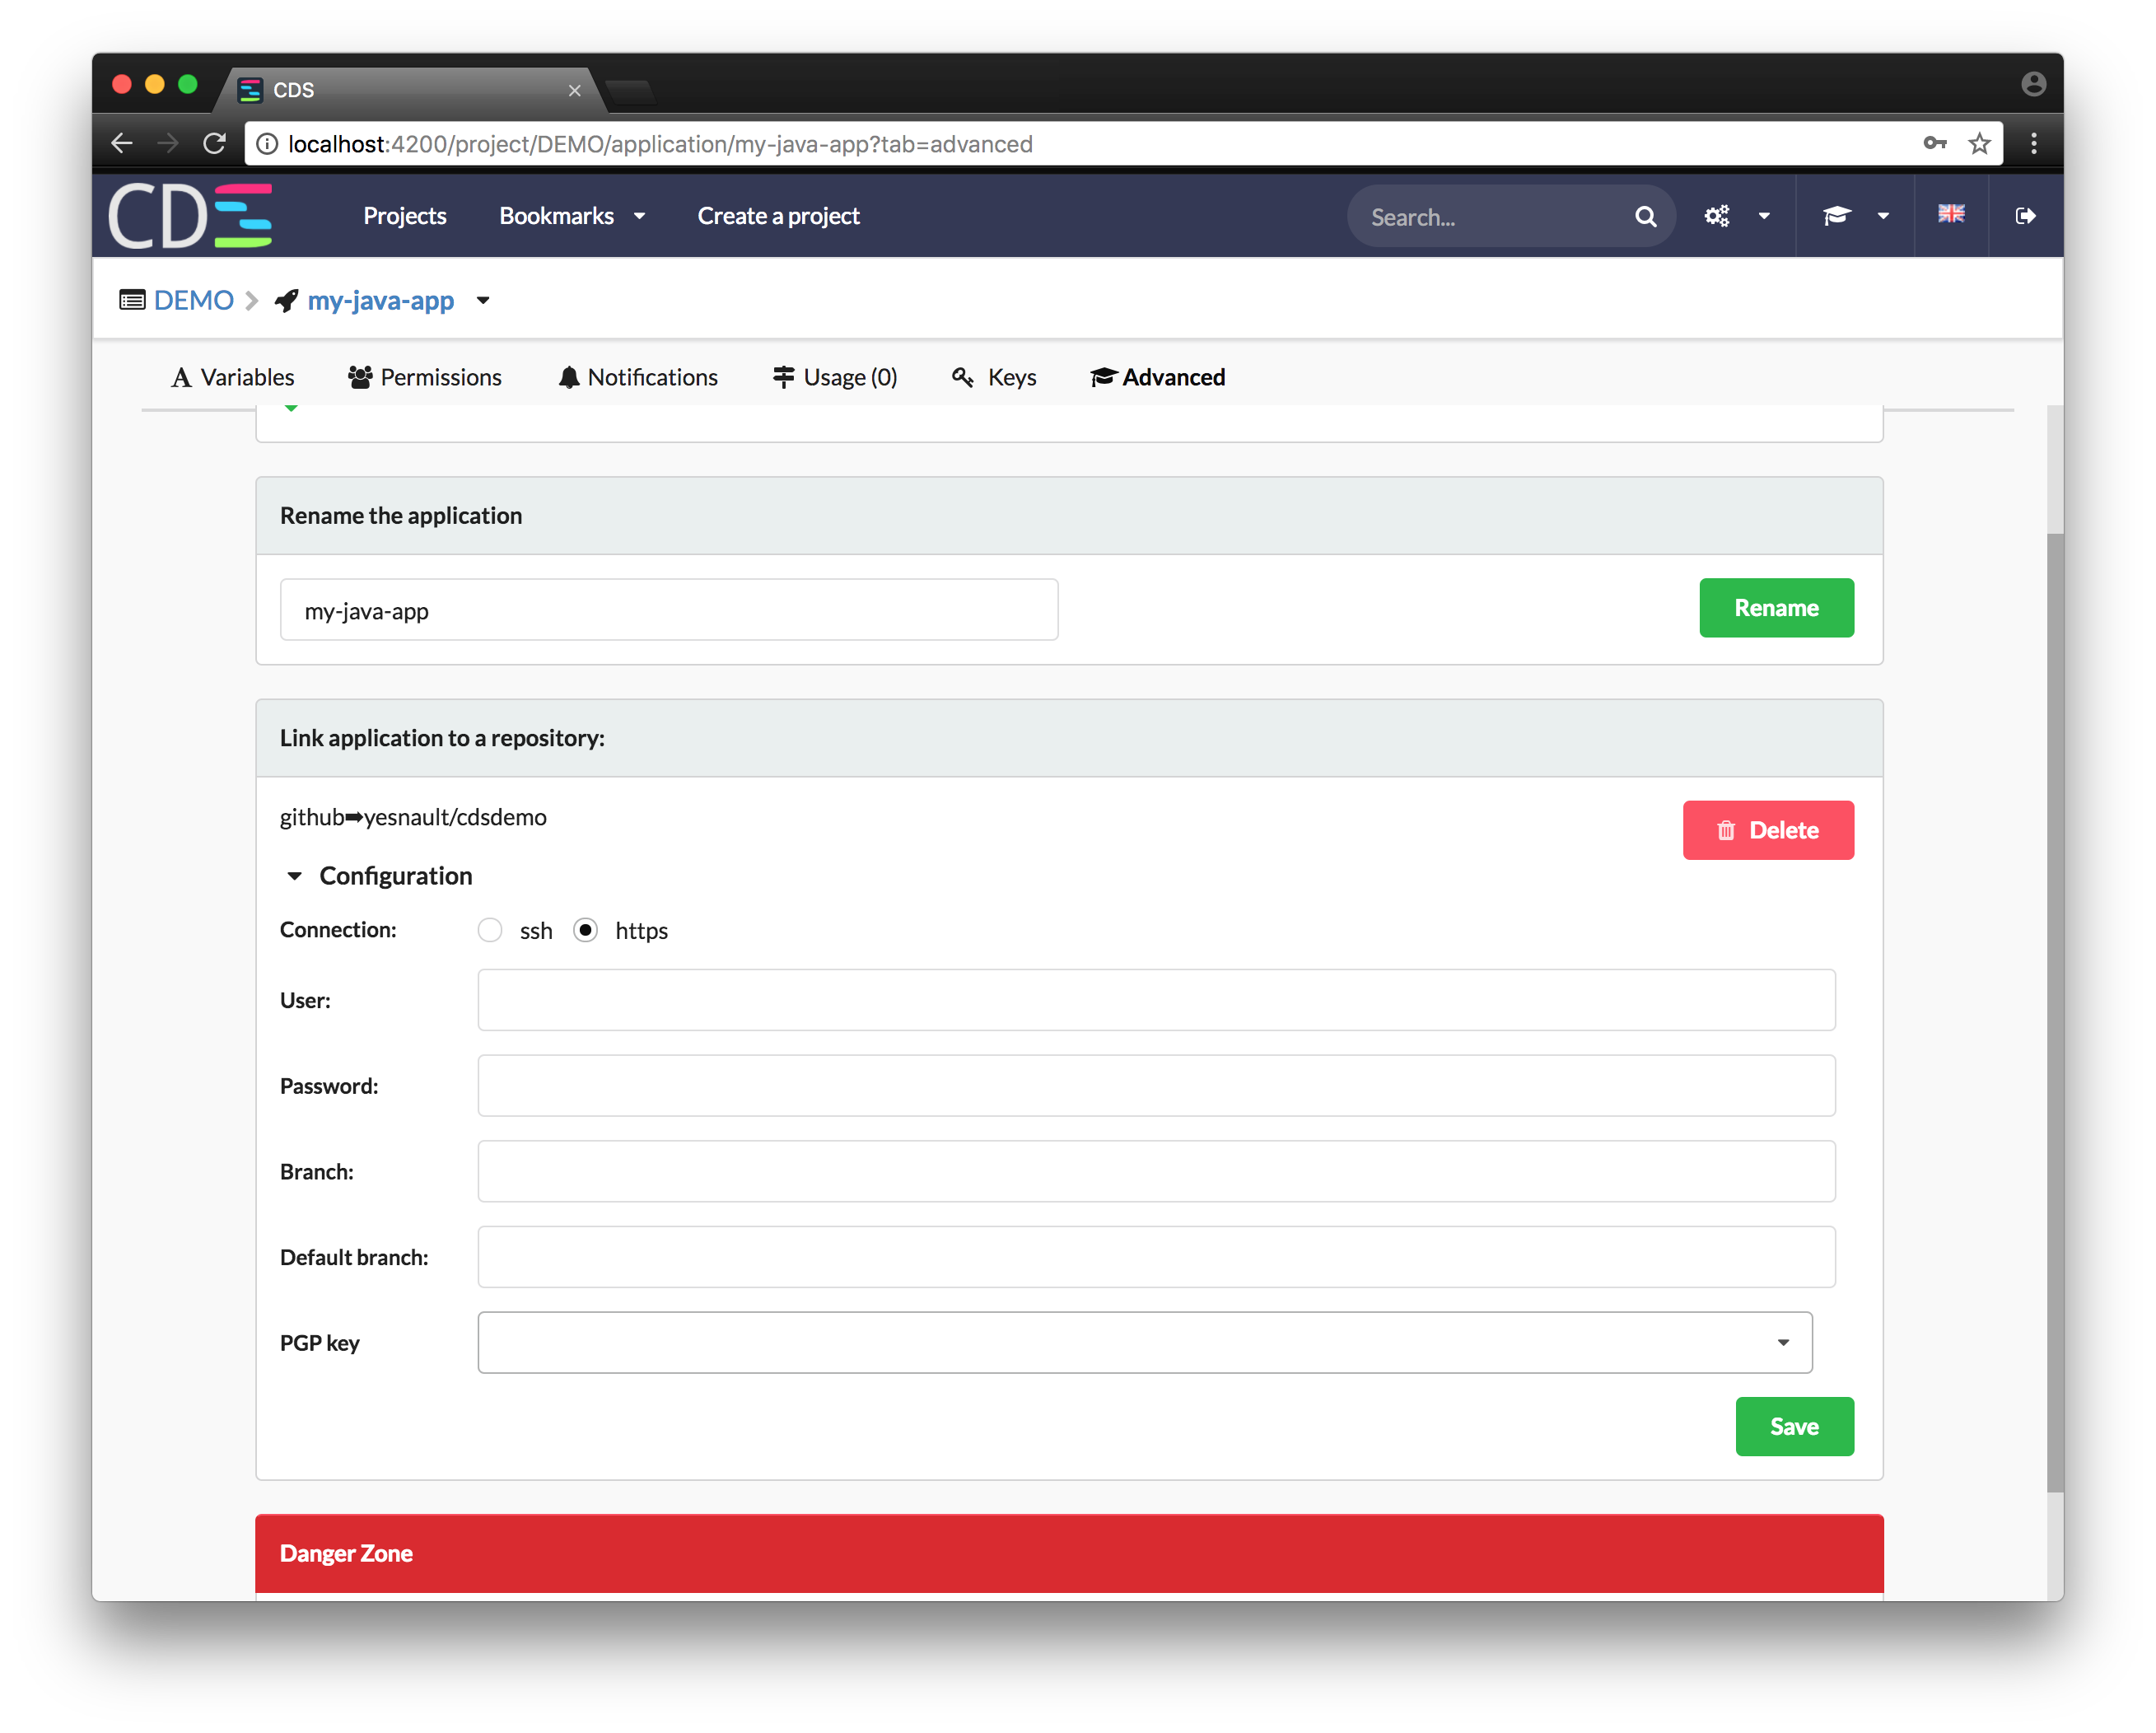 CDS
localhost:4200/project/DEMO/application/my-java-app?tab=advanced
CDS Projects Bookmarks Create a project Search...
DEMO my-java-app
Variables Permissions Notifications Usage (0) Keys Advanced
Rename the application
my-java-app Rename
Link application to a repository:
github➡yesnault/cdsdemo Delete
Configuration
Connection: ssh https
User:
Password:
Branch:
Default branch:
PGP key
Save
Danger Zone